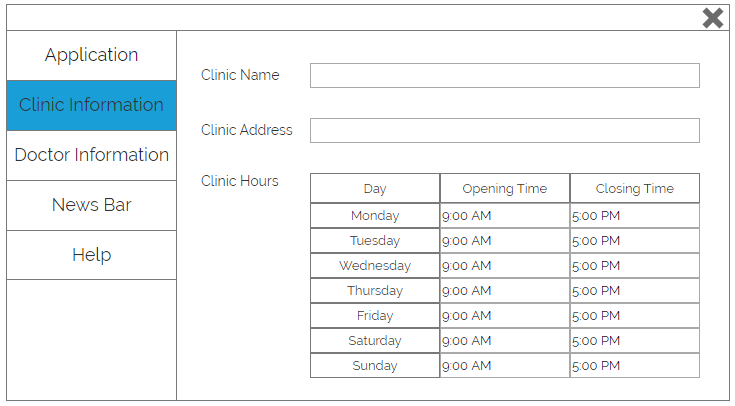 Application
Clinic Information
Doctor Information
News Bar
Help
Clinic Name
Clinic Address
Clinic Hours
Day Opening Time Closing Time
Monday 9:00 AM 5:00 PM
Tuesday 9:00 AM 5:00 PM
Wednesday 9:00 AM 5:00 PM
Thursday 9:00 AM 5:00 PM
Friday 9:00 AM 5:00 PM
Saturday 9:00 AM 5:00 PM
Sunday 9:00 AM 5:00 PM